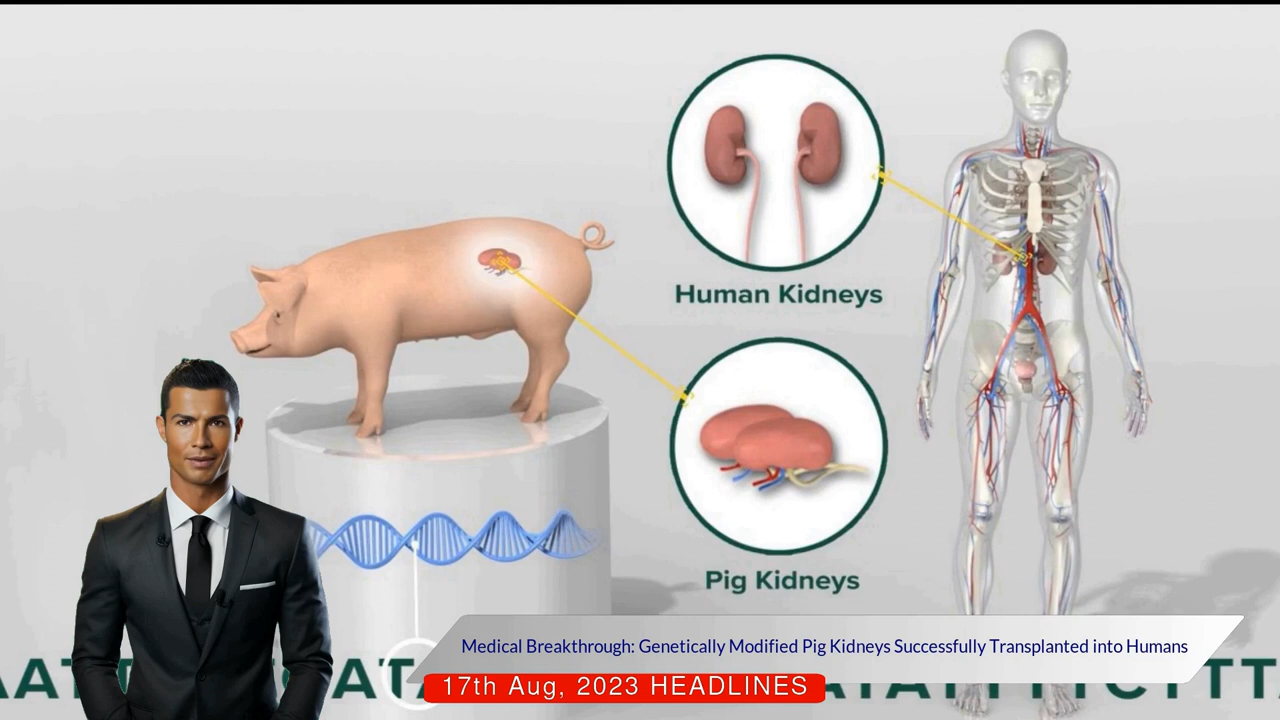 Human Kidneys
Pig Kidneys
Medical Breakthrough: Genetically Modified Pig Kidneys Successfully Transplanted into Humans
17th Aug, 2023 HEADLINES